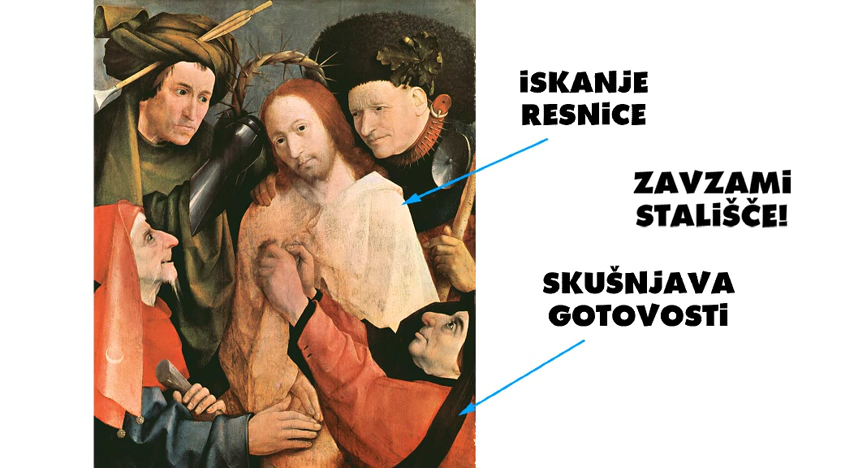 iSKANJE
RESNiCE
ZAVZAMi
STALiŠČE!
SKUŠNJAVA
GOTOVOSTi